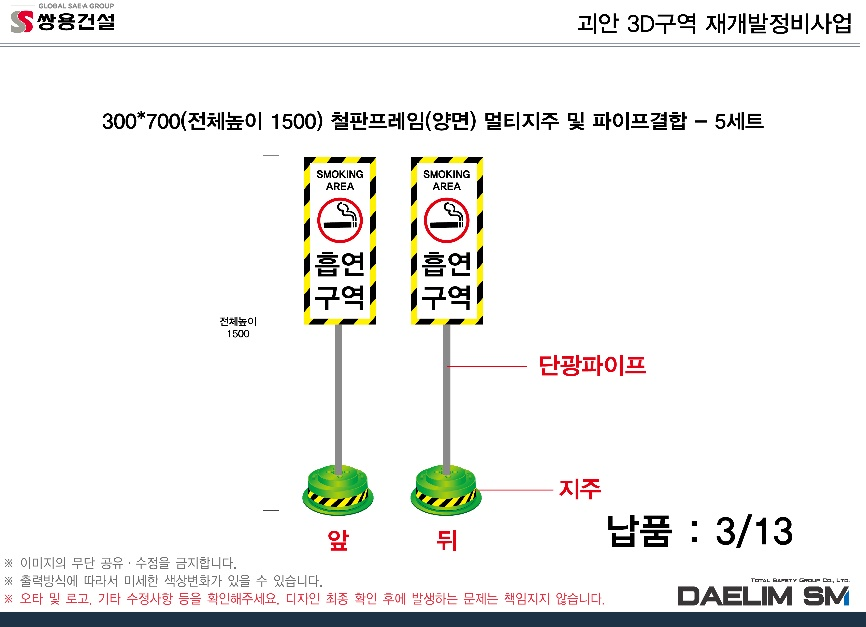 GLOBAL SAE-A GROUP
쌍용건설
괴안 3D구역 재개발정비사업
300*700(전체높이 1500) 철판프레임(양면) 멀티지주 및 파이프결합 - 5세트
SMOKING
AREA
흡연
구역
SMOKING
AREA
흡연
구역
전체높이
1500
단광파이프
지주
앞
뒤
납품 : 3/13
※ 이미지의 무단 공유·수정을 금지합니다.
※ 출력방식에 따라서 미세한 색상변화가 있을 수 있습니다.
※ 오타 및 로고, 기타 수정사항 등을 확인해주세요. 디자인 최종 확인 후에 발생하는 문제는 책임지지 않습니다.
TOTAL SAFETY GROUP CO., LTD.
DAELIM SM